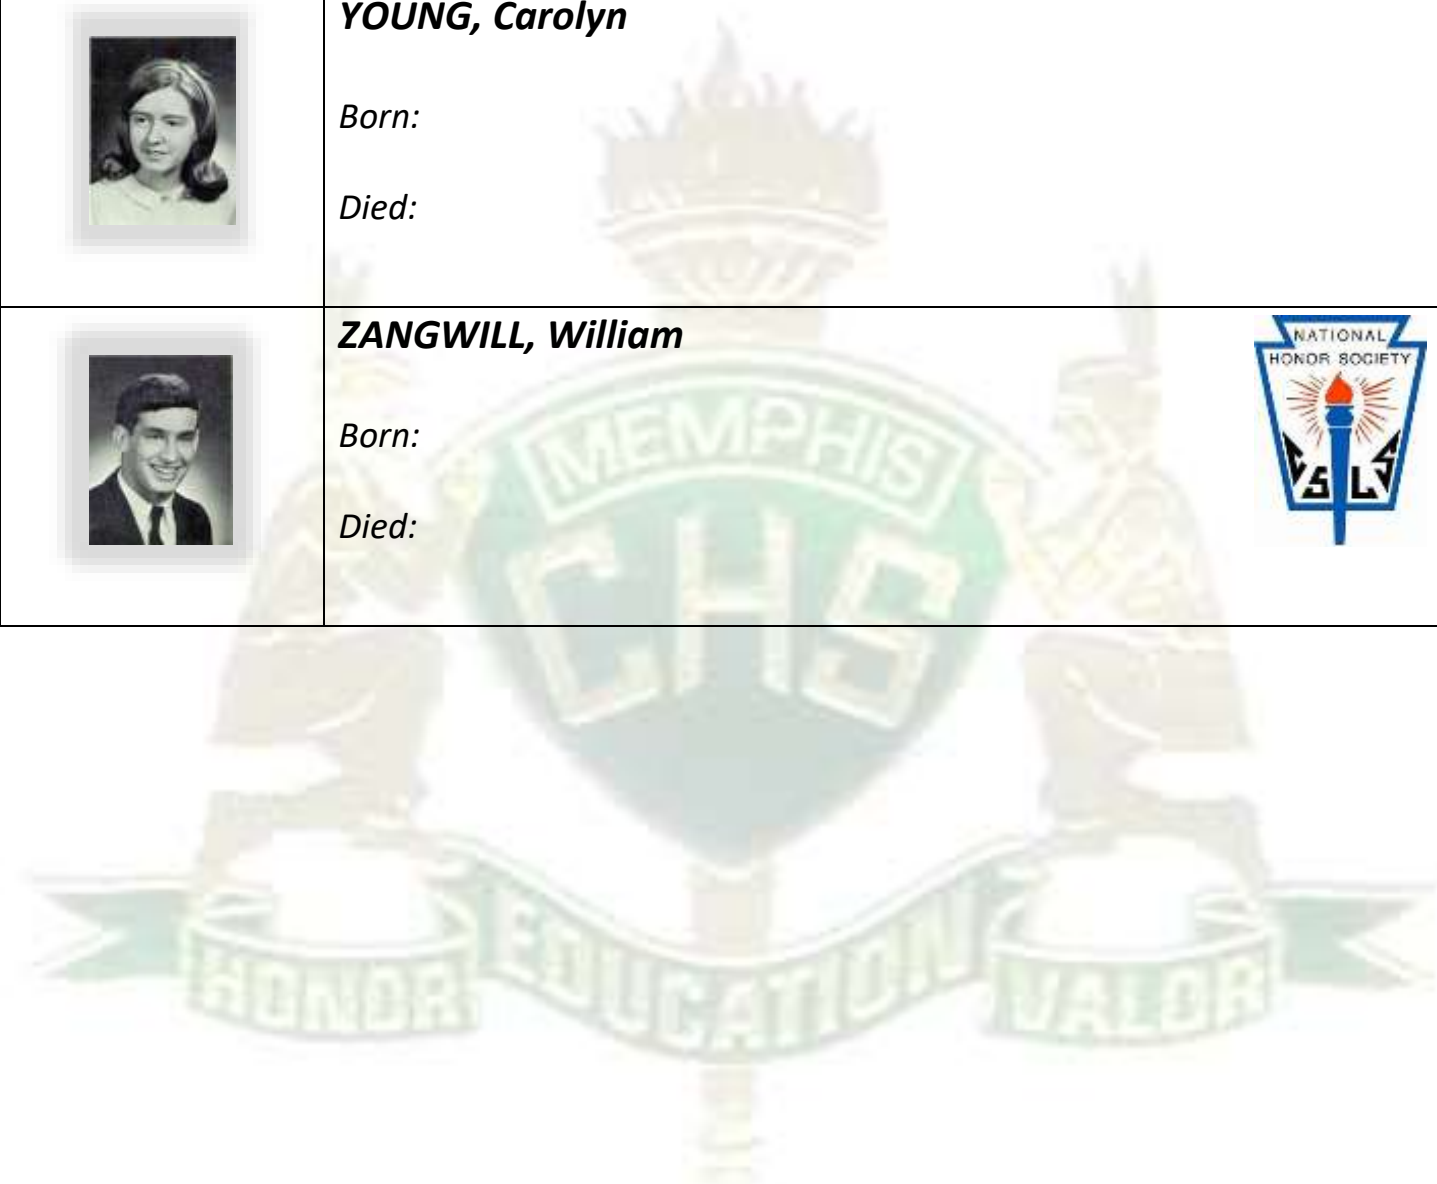 YOUNG, Carolyn
Born:
Died:
ZANGWILL, William
Born:
Died:
NATIONAL
HONOR SOCIETY
C S L S
MEMPHIS
CHS
HONOR EDUCATION VALOR